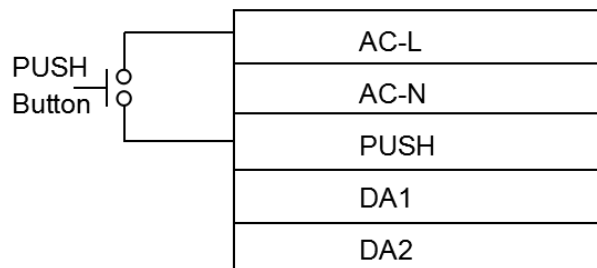 PUSH
Button
AC-L
AC-N
PUSH
DA1
DA2